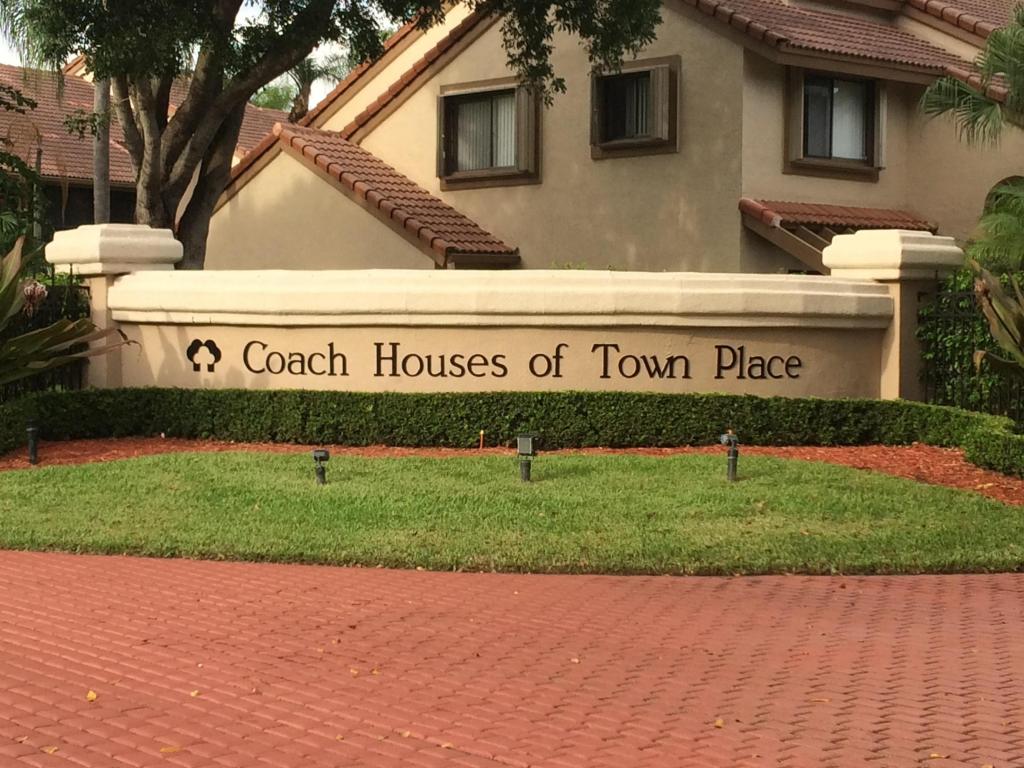 Coach Houses of Town Place